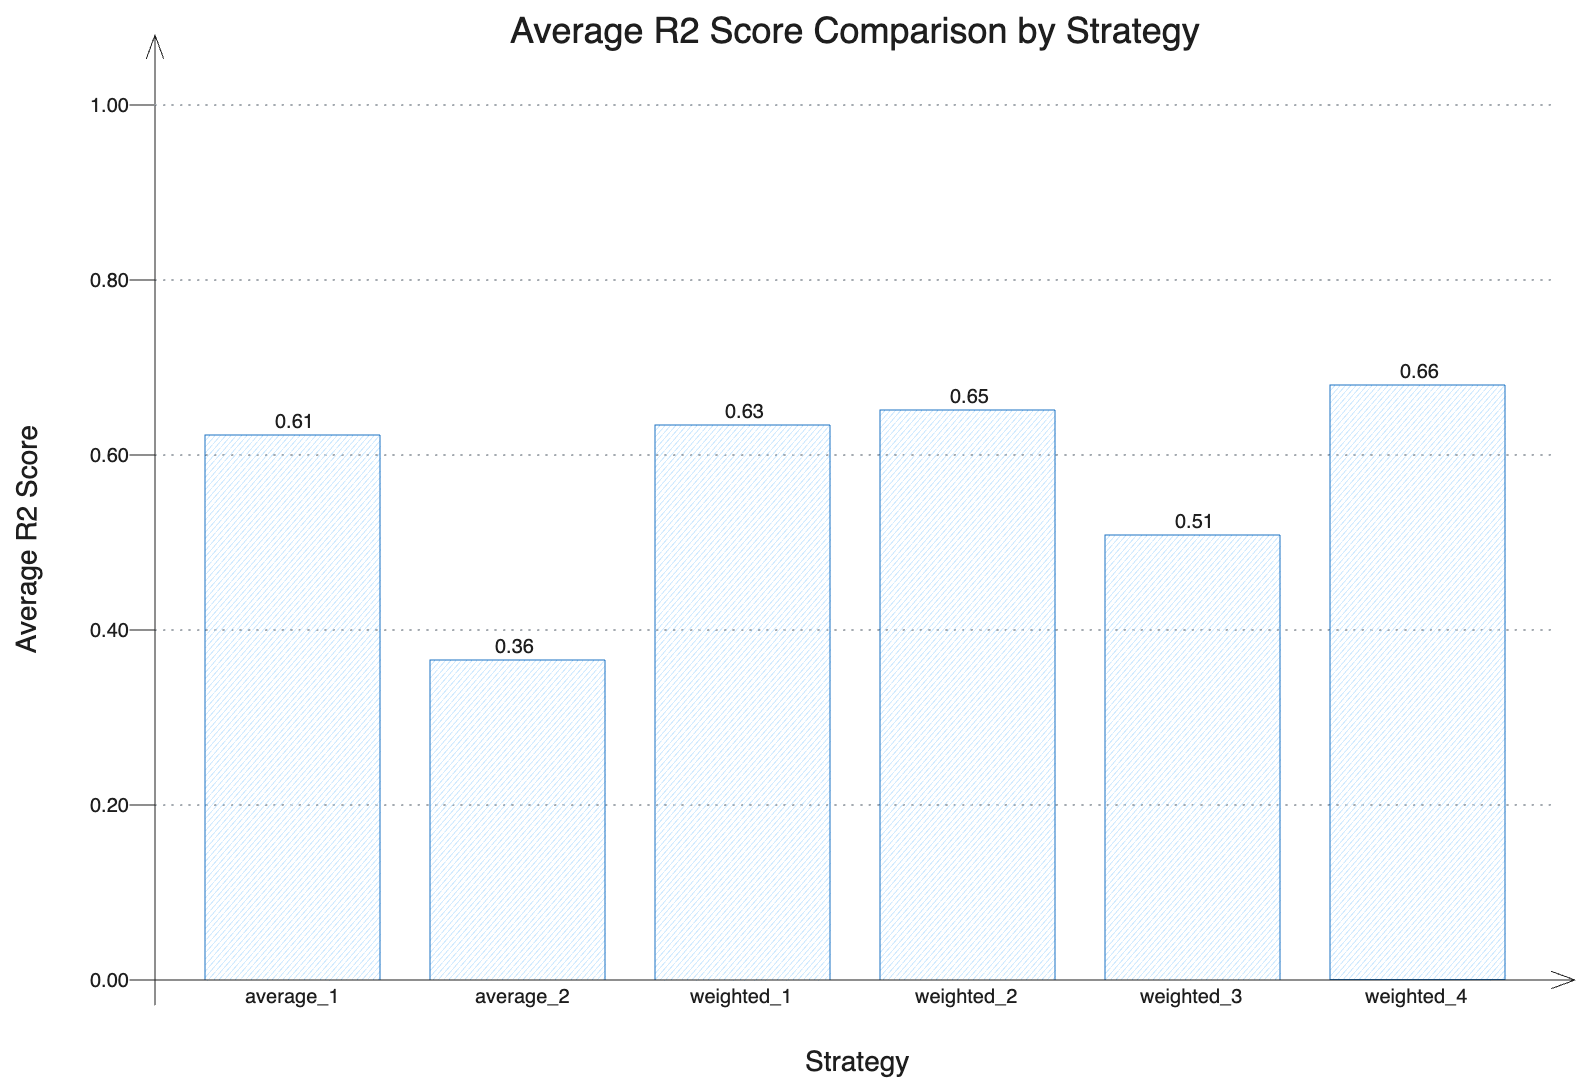 Average R2 Score Comparison by Strategy
1.00
0.80
0.60
0.40
0.20
0.00
Average R2 Score
0.61
0.36
0.63
0.65
0.51
0.66
average_1
average_2
weighted_1
weighted_2
weighted_3
weighted_4
Strategy